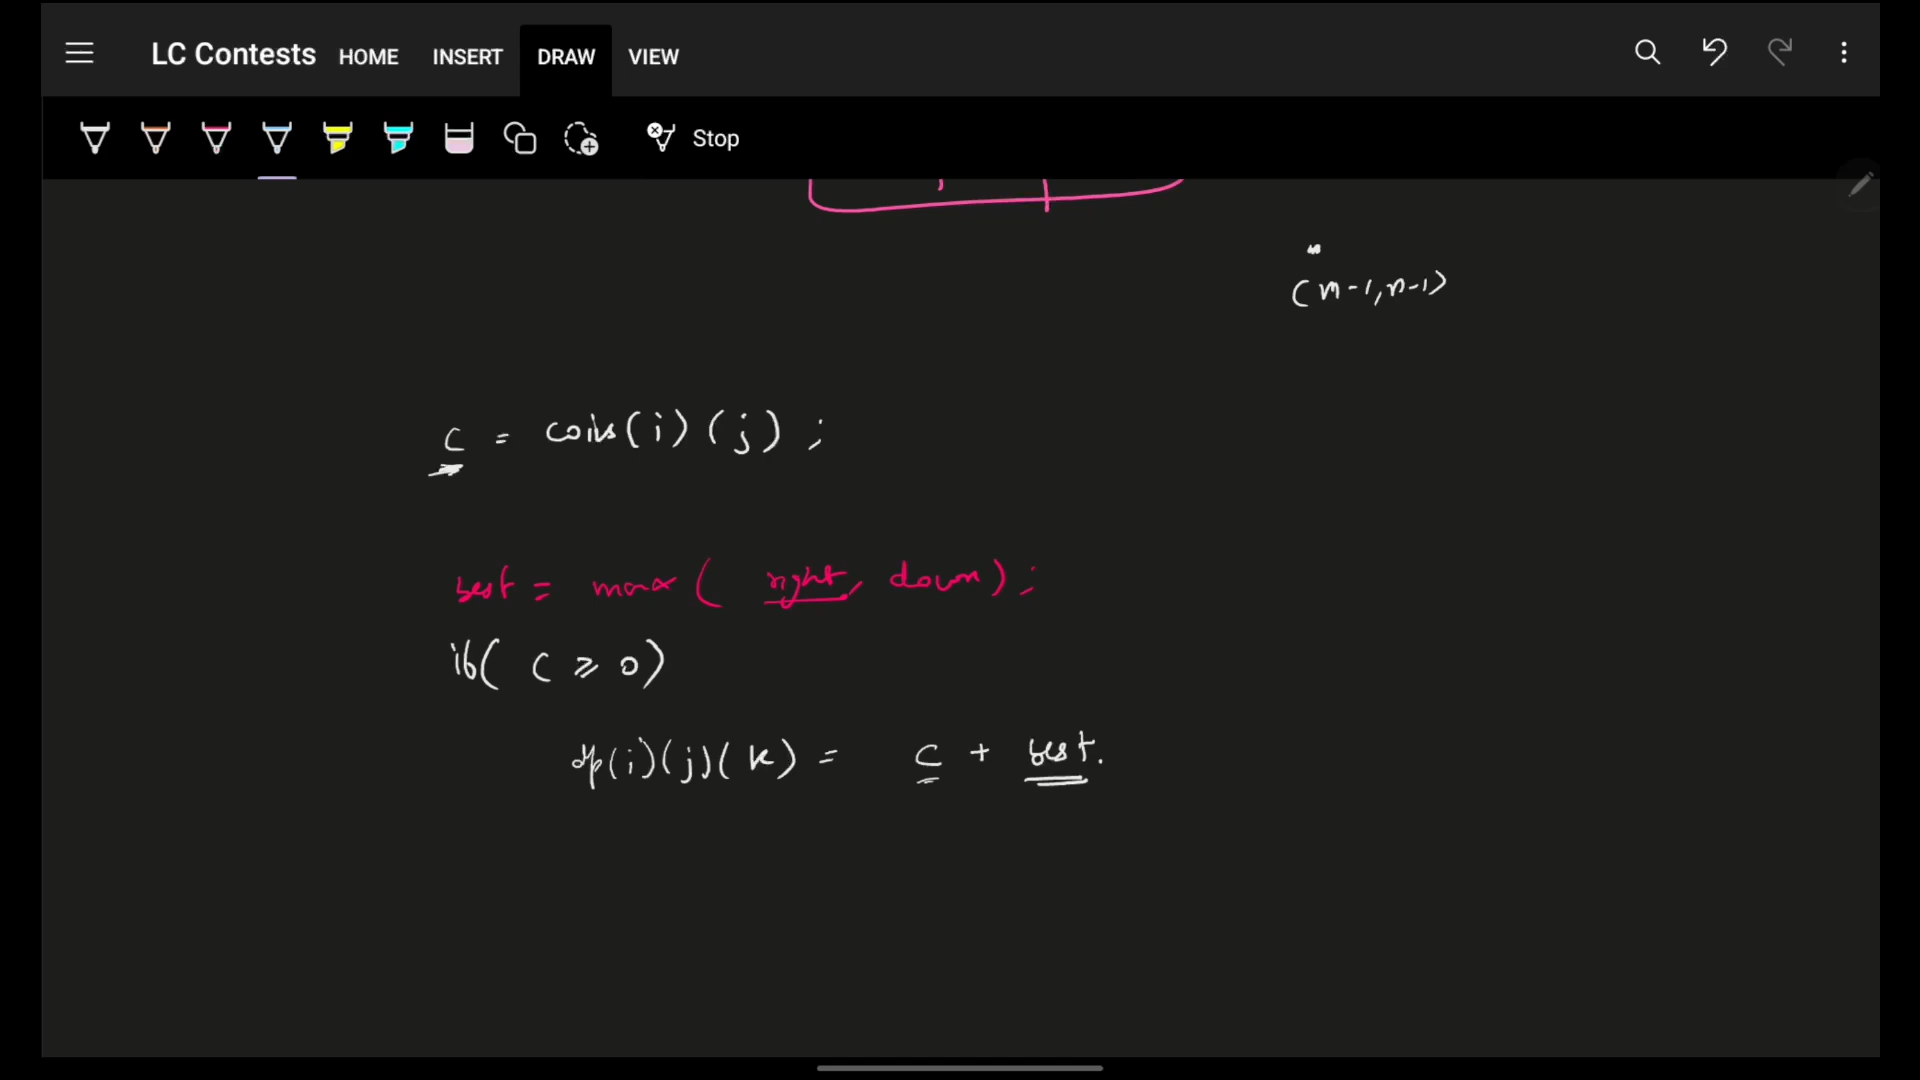 LC Contests HOME INSERT DRAW VIEW
Stop
(m-1,n-1)
c = coins(i)(j);
best = max( right, down);
if( c ≥ 0)
dp(i)(j)(k) = c + best.